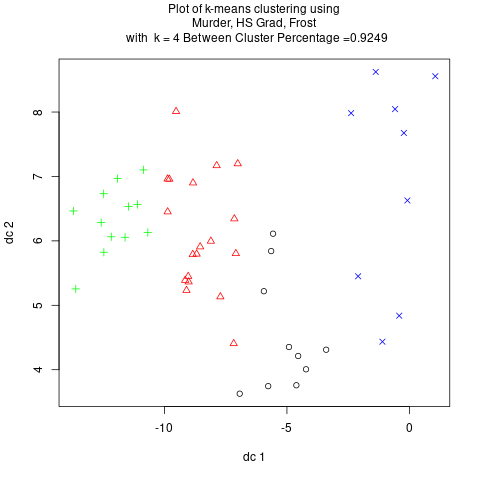 Plot of k-means clustering using
Murder, HS Grad, Frost
with k = 4 Between Cluster Percentage =0.9249
8
7
6
5
4
dc 2
-10
-5
0
dc 1